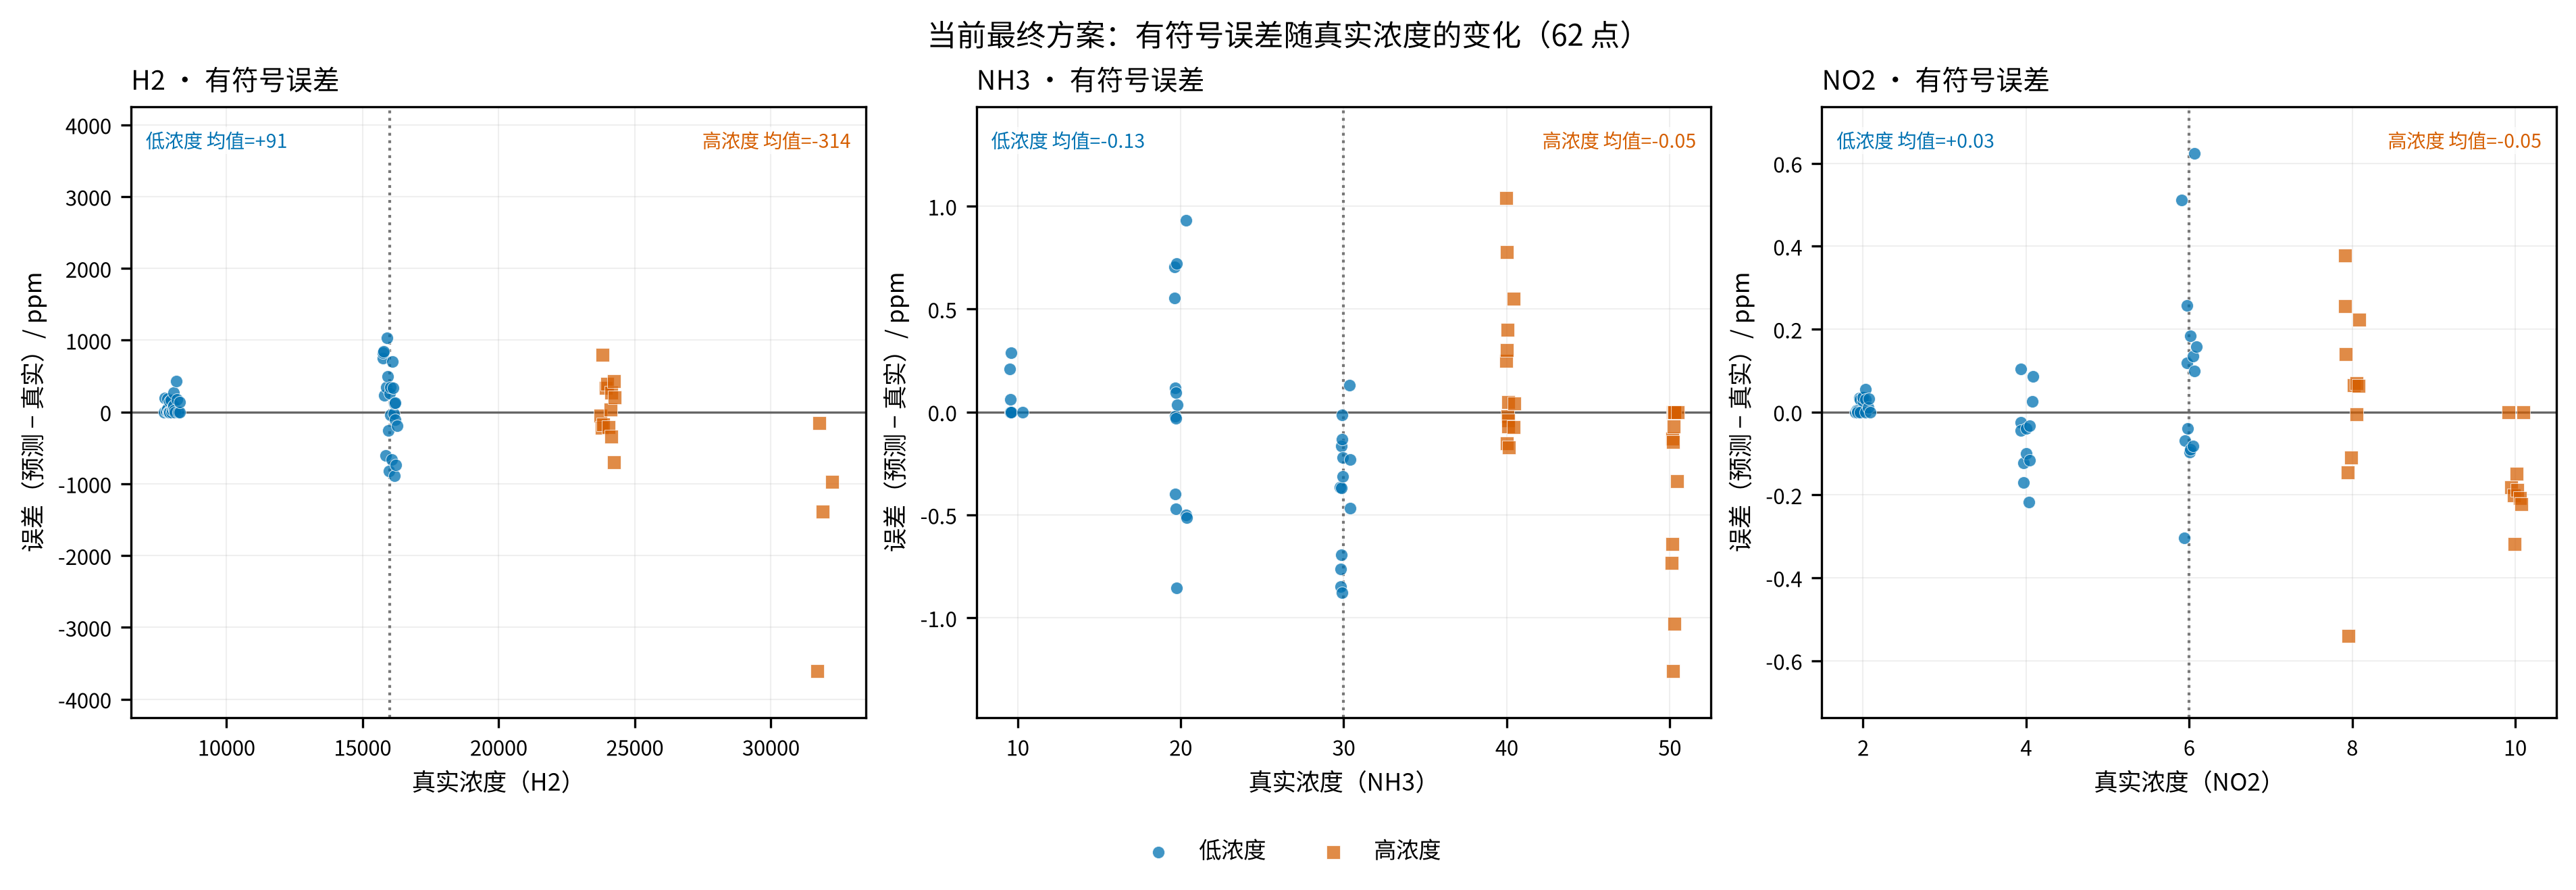 当前最终方案：有符号误差随真实浓度的变化（62 点）
H2 · 有符号误差
低浓度 均值=+91
高浓度 均值=-314
4000
3000
2000
1000
0
-1000
-2000
-3000
-4000
误差（预测 − 真实）/ ppm
10000
15000
20000
25000
30000
真实浓度（H2）
NH3 · 有符号误差
低浓度 均值=-0.13
高浓度 均值=-0.05
1.0
0.5
0.0
-0.5
-1.0
误差（预测 − 真实）/ ppm
10
20
30
40
50
真实浓度（NH3）
NO2 · 有符号误差
低浓度 均值=+0.03
高浓度 均值=-0.05
0.6
0.4
0.2
0.0
-0.2
-0.4
-0.6
误差（预测 − 真实）/ ppm
2
4
6
8
10
真实浓度（NO2）
低浓度
高浓度